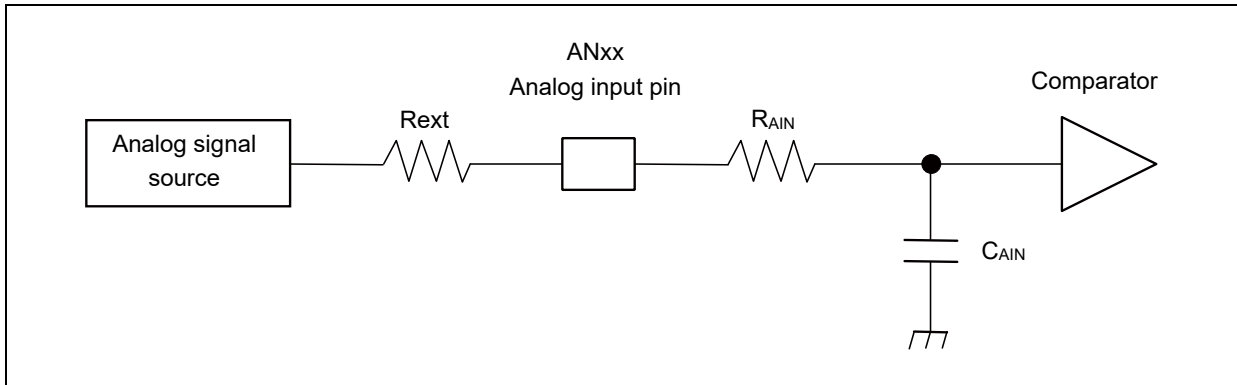 ANxx
Analog input pin
Comparator
Rext
RAIN
Analog signal
source
CAIN